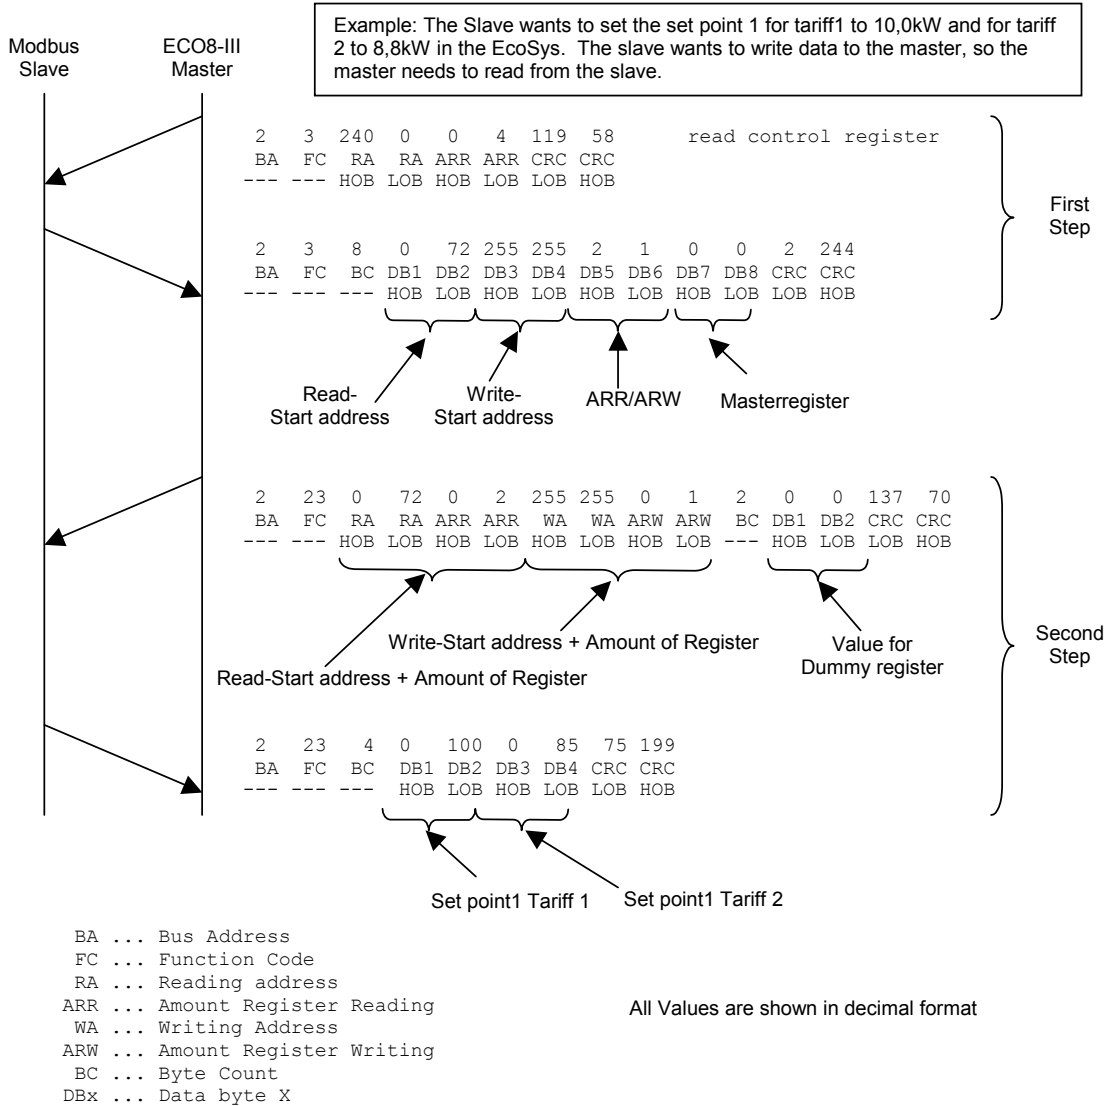 Example: The Slave wants to set the set point 1 for tariff1 to 10,0kW and for tariff
2 to 8,8kW in the EcoSys. The slave wants to write data to the master, so the
master needs to read from the slave.
Modbus
Slave
ECO8-III
Master
2 3 240 0 0 4 119 58 read control register
BA FC RA RA ARR ARR CRC CRC
--- --- HOB LOB HOB LOB LOB HOB
First
Step
2 3 8 0 72 255 255 2 1 0 0 2 244
BA FC BC DB1 DB2 DB3 DB4 DB5 DB6 DB7 DB8 CRC CRC
--- --- --- HOB LOB HOB LOB HOB LOB HOB LOB LOB HOB
Read-
Start address
Write-
Start address
ARR/ARW
Masterregister
2 23 0 72 0 2 255 255 0 1 2 0 0 137 70
BA FC RA RA ARR ARR WA WA ARW ARW BC DB1 DB2 CRC CRC
--- --- HOB LOB HOB LOB HOB LOB HOB LOB --- HOB LOB LOB HOB
Write-Start address + Amount of Register
Value for
Dummy register
Read-Start address + Amount of Register
Second
Step
2 23 4 0 100 0 85 75 199
BA FC BC DB1 DB2 DB3 DB4 CRC CRC
--- --- --- HOB LOB HOB LOB LOB HOB
Set point1 Tariff 1
Set point1 Tariff 2
BA ... Bus Address
FC ... Function Code
RA ... Reading address
ARR ... Amount Register Reading
WA ... Writing Address
ARW ... Amount Register Writing
BC ... Byte Count
DBx ... Data byte X
All Values are shown in decimal format